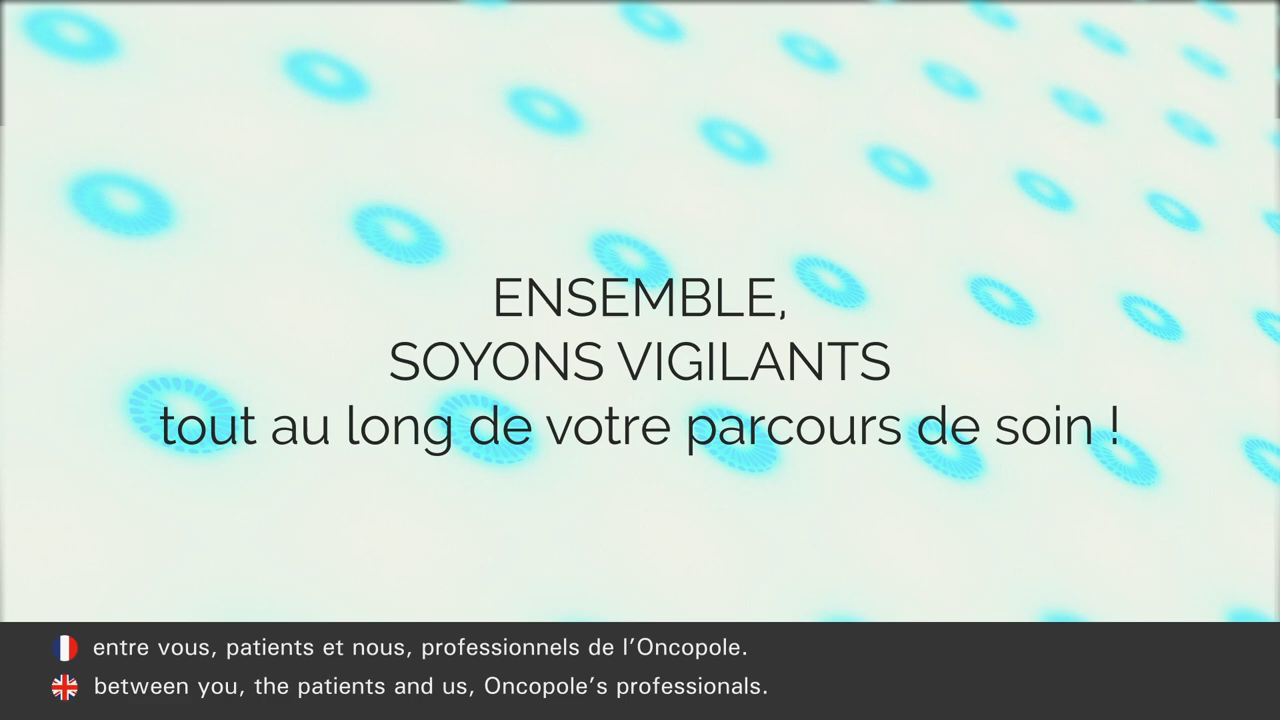 ENSEMBLE,
SOYONS VIGILANTS
tout au long de votre parcours de soin !
entre vous, patients et nous, professionnels de l’Oncopole.
between you, the patients and us, Oncopole’s professionals.